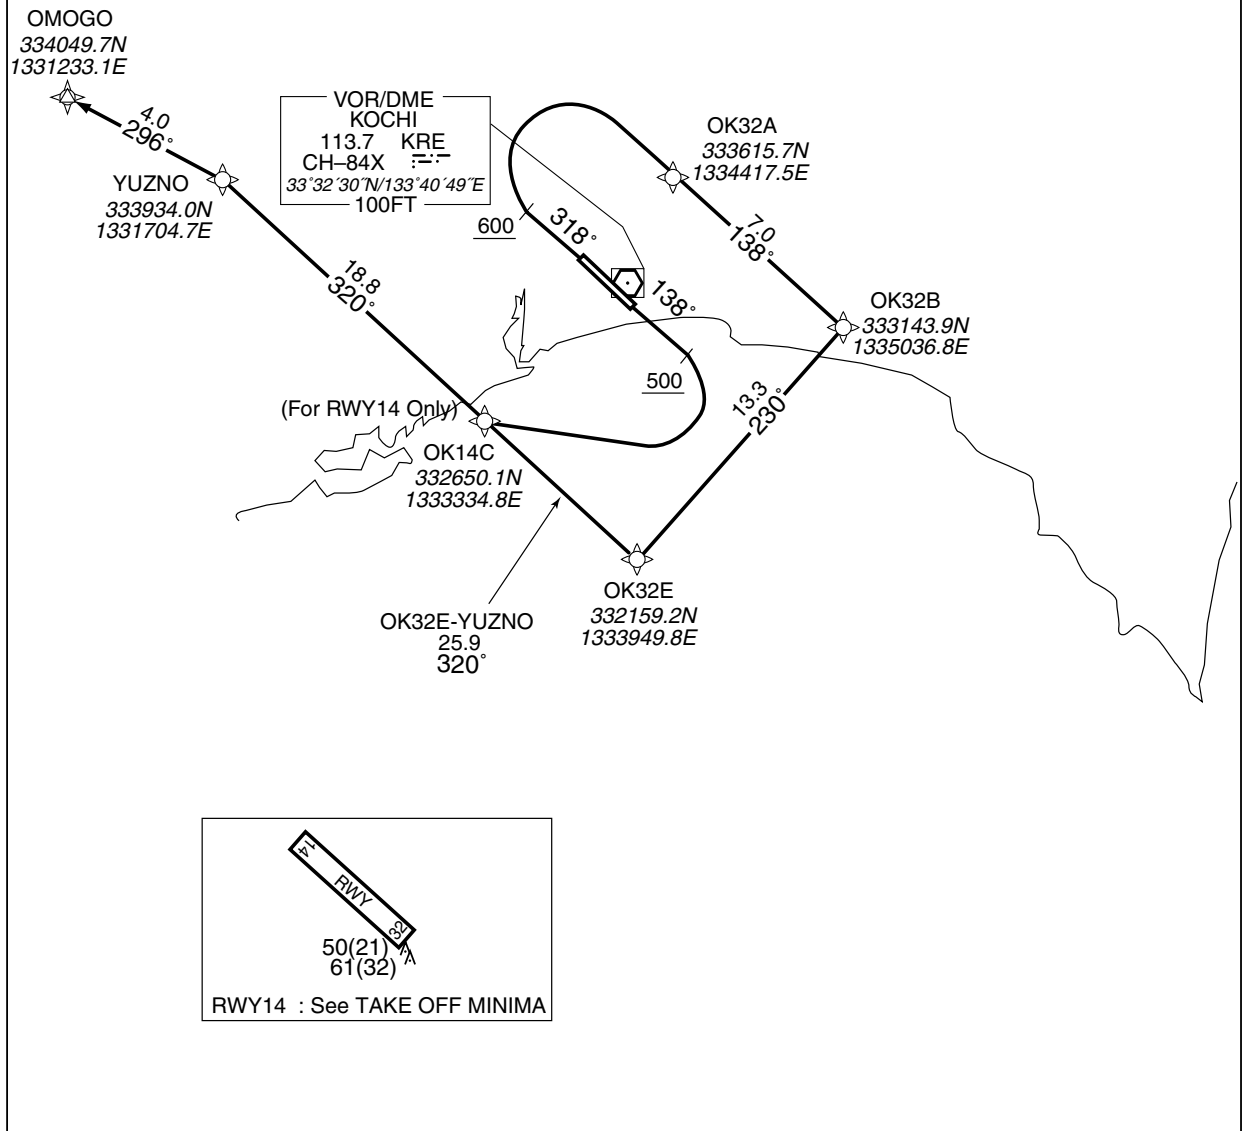 OMOGO
334049.7N
1331233.1E
4.0
296°
YUZNO
333934.0N
1331704.7E
VOR/DME
KOCHI
113.7 KRE
CH–84X
33°32´30˝N/133°40´49˝E
100FT
OK32A
333615.7N
1334417.5E
600
318°
7.0
138°
18.8
320°
138°
OK32B
333143.9N
1335036.8E
500
13.3
230°
(For RWY14 Only)
OK14C
332650.1N
1333334.8E
OK32E
332159.2N
1333949.8E
OK32E-YUZNO
25.9
320°
14
RWY
32
50(21)
61(32)
RWY14 : See TAKE OFF MINIMA